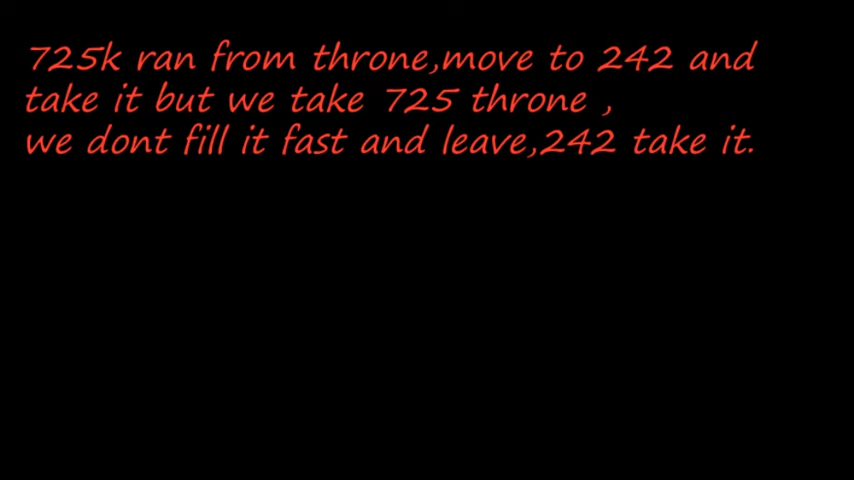 725k ran from throne,move to 242 and
take it but we take 725 throne ,
we dont fill it fast and leave,242 take it.